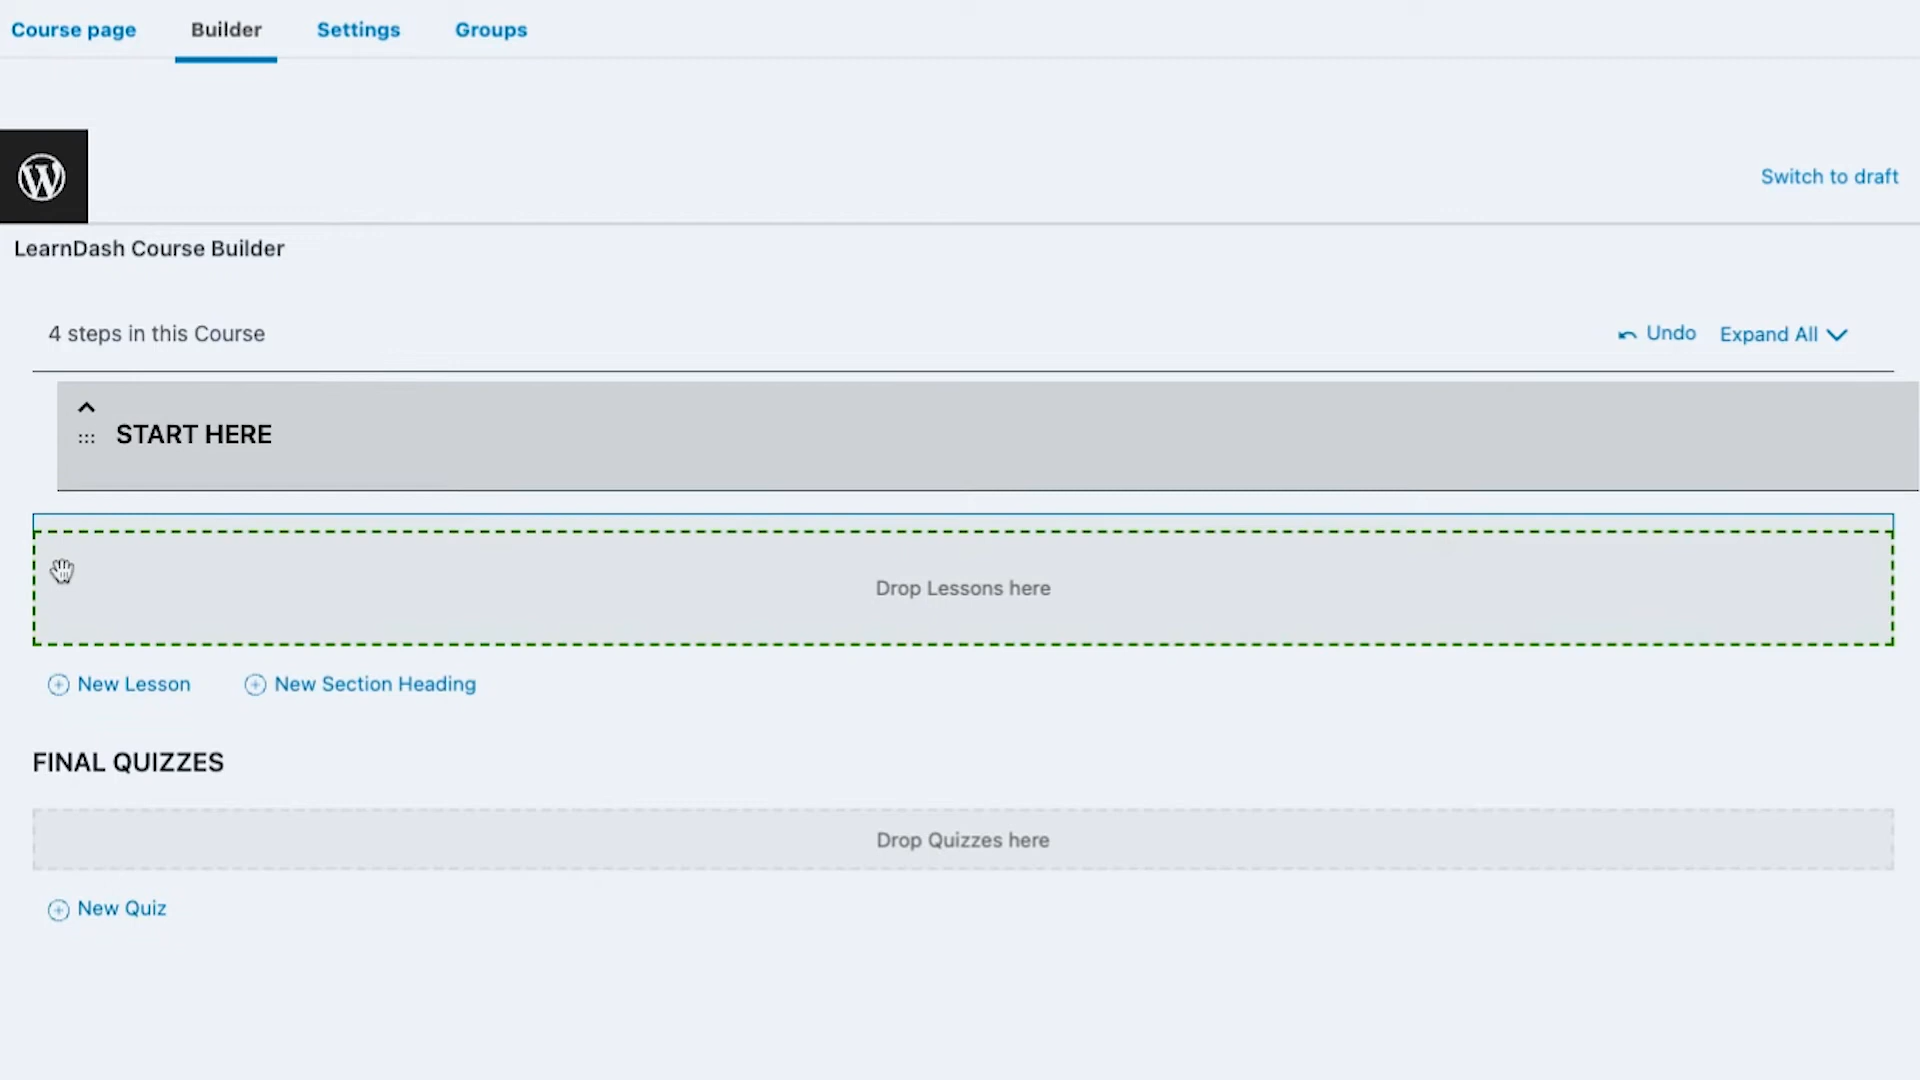 Course page Builder Settings Groups
Switch to draft
LearnDash Course Builder
4 steps in this Course Undo Expand All
START HERE
Drop Lessons here
New Lesson New Section Heading
FINAL QUIZZES
Drop Quizzes here
New Quiz